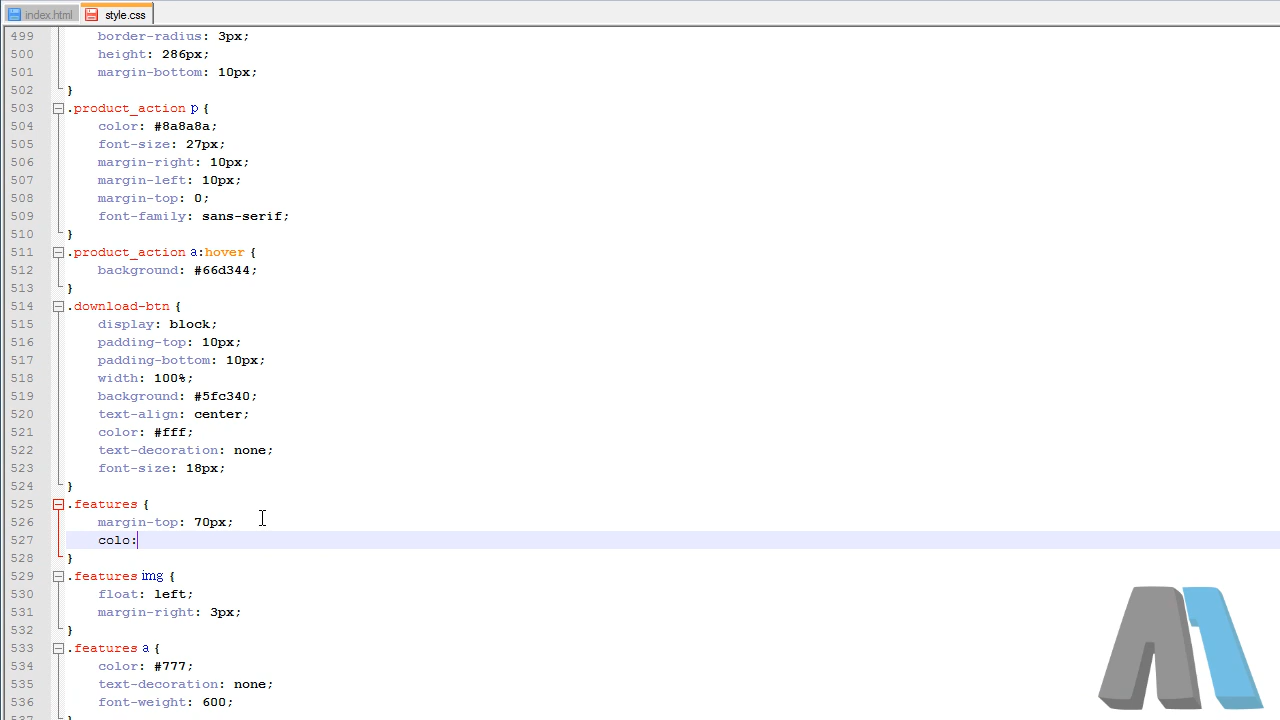 index.html style.css
499 border-radius: 3px;
500 height: 286px;
501 margin-bottom: 10px;
502 }
503 .product_action p {
504 color: #8a8a8a;
505 font-size: 27px;
506 margin-right: 10px;
507 margin-left: 10px;
508 margin-top: 0;
509 font-family: sans-serif;
510 }
511 .product_action a:hover {
512 background: #66d344;
513 }
514 .download-btn {
515 display: block;
516 padding-top: 10px;
517 padding-bottom: 10px;
518 width: 100%;
519 background: #5fc340;
520 text-align: center;
521 color: #fff;
522 text-decoration: none;
523 font-size: 18px;
524 }
525 .features {
526 margin-top: 70px;
527 colo:
528 }
529 .features img {
530 float: left;
531 margin-right: 3px;
532 }
533 .features a {
534 color: #777;
535 text-decoration: none;
536 font-weight: 600;